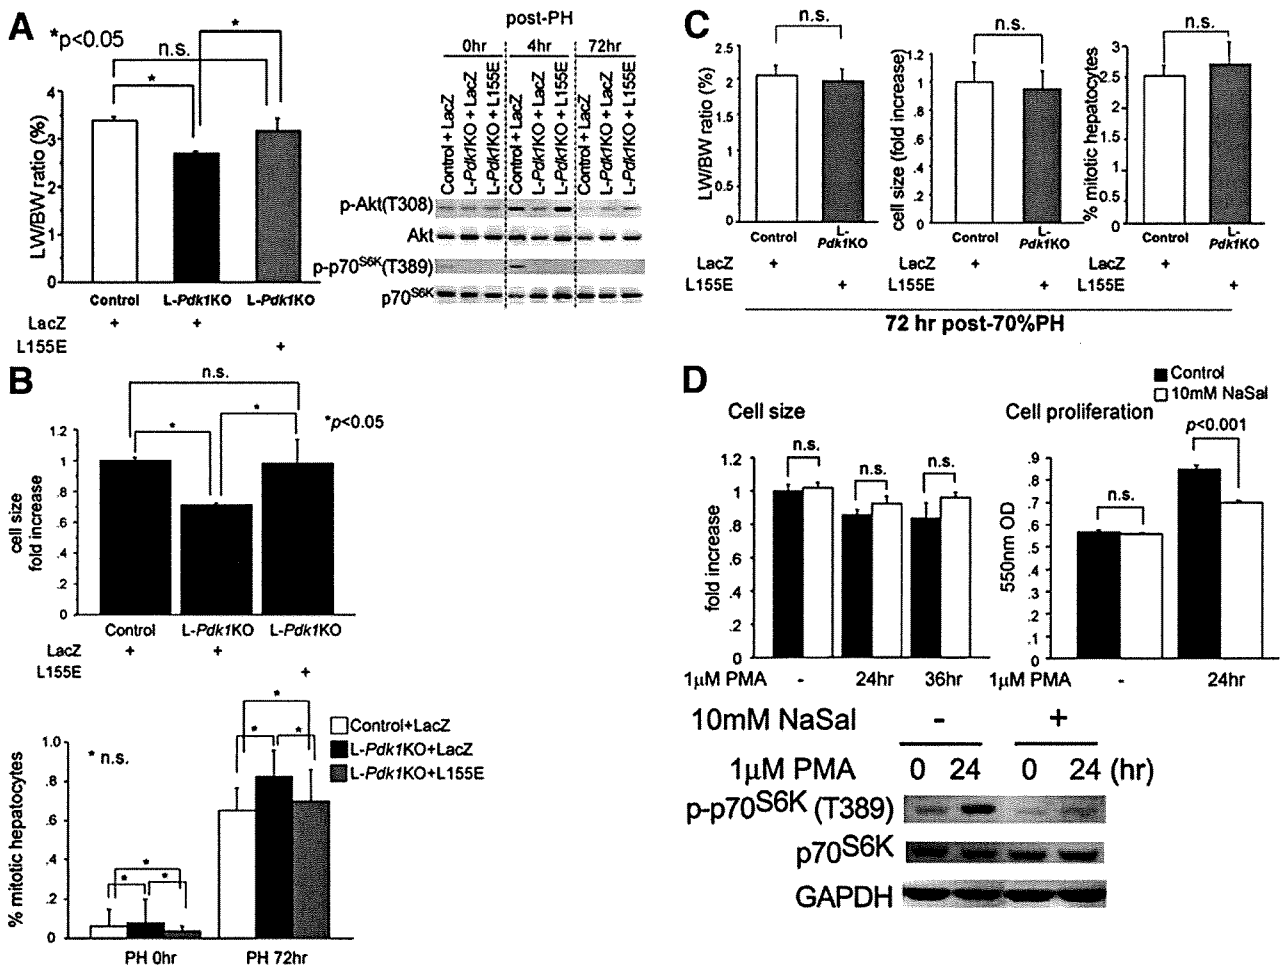 A
*p<0.05
n.s.
*
*
LW/BW ratio (%)
4
3
2
1
0
Control
L-Pdk1KO
L-Pdk1KO
LacZ + +
L155E +
post-PH
0hr 4hr 72hr
Control + LacZ
L-Pdk1KO + LacZ
L-Pdk1KO + L155E
Control + LacZ
L-Pdk1KO + LacZ
L-Pdk1KO + L155E
Control + LacZ
L-Pdk1KO + LacZ
L-Pdk1KO + L155E
p-Akt(T308)
Akt
p-p70S6K(T389)
p70S6K
B
n.s.
*
*
*p<0.05
cell size
fold increase
1.2
1
.8
.6
.4
.2
0
Control L-Pdk1KO L-Pdk1KO
LacZ + +
L155E +
Control+LacZ
L-Pdk1KO+LacZ
L-Pdk1KO+L155E
* n.s.
% mitotic hepatocytes
1.0
.8
.6
.4
.2
0
* * *
* * *
PH 0hr PH 72hr
C
n.s.
LW/BW ratio (%)
2.5
2
1.5
1
0.5
0
Control
L-Pdk1KO
LacZ +
L155E +
n.s.
cell size (fold increase)
1.2
1
.8
.6
.4
.2
0
Control
L-Pdk1KO
LacZ +
L155E +
n.s.
% mitotic hepatocytes
3
2.5
2
1.5
1
0.5
0
Control
L-Pdk1KO
LacZ +
L155E +
72 hr post-70%PH
D
Control
10mM NaSal
Cell size
n.s. n.s. n.s.
fold increase
1.2
1
.8
.6
.4
.2
0
1µM PMA - 24hr 36hr
Cell proliferation
p<0.001
n.s.
550nm OD
.9
.8
.7
.6
.5
.4
.3
.2
.1
0
1µM PMA - 24hr
10mM NaSal - +
1µM PMA 0 24 0 24 (hr)
p-p70S6K (T389)
p70S6K
GAPDH